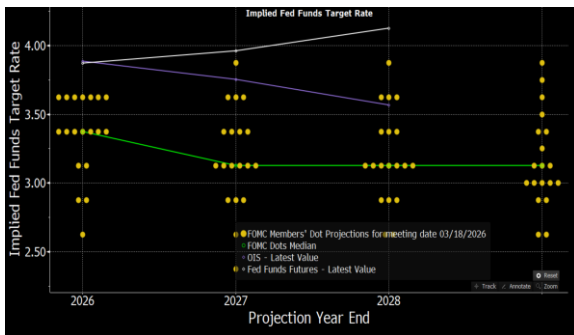 Implied Fed Funds Target Rate
4.00
3.50
3.00
2.50
Implied Fed Funds Target Rate
FOMC Members' Dot Projections for meeting date 03/18/2026
FOMC Dots Median
OIS - Latest Value
Fed Funds Futures - Latest Value
Reset
Track Annotate Zoom
2026 2027 2028
Projection Year End